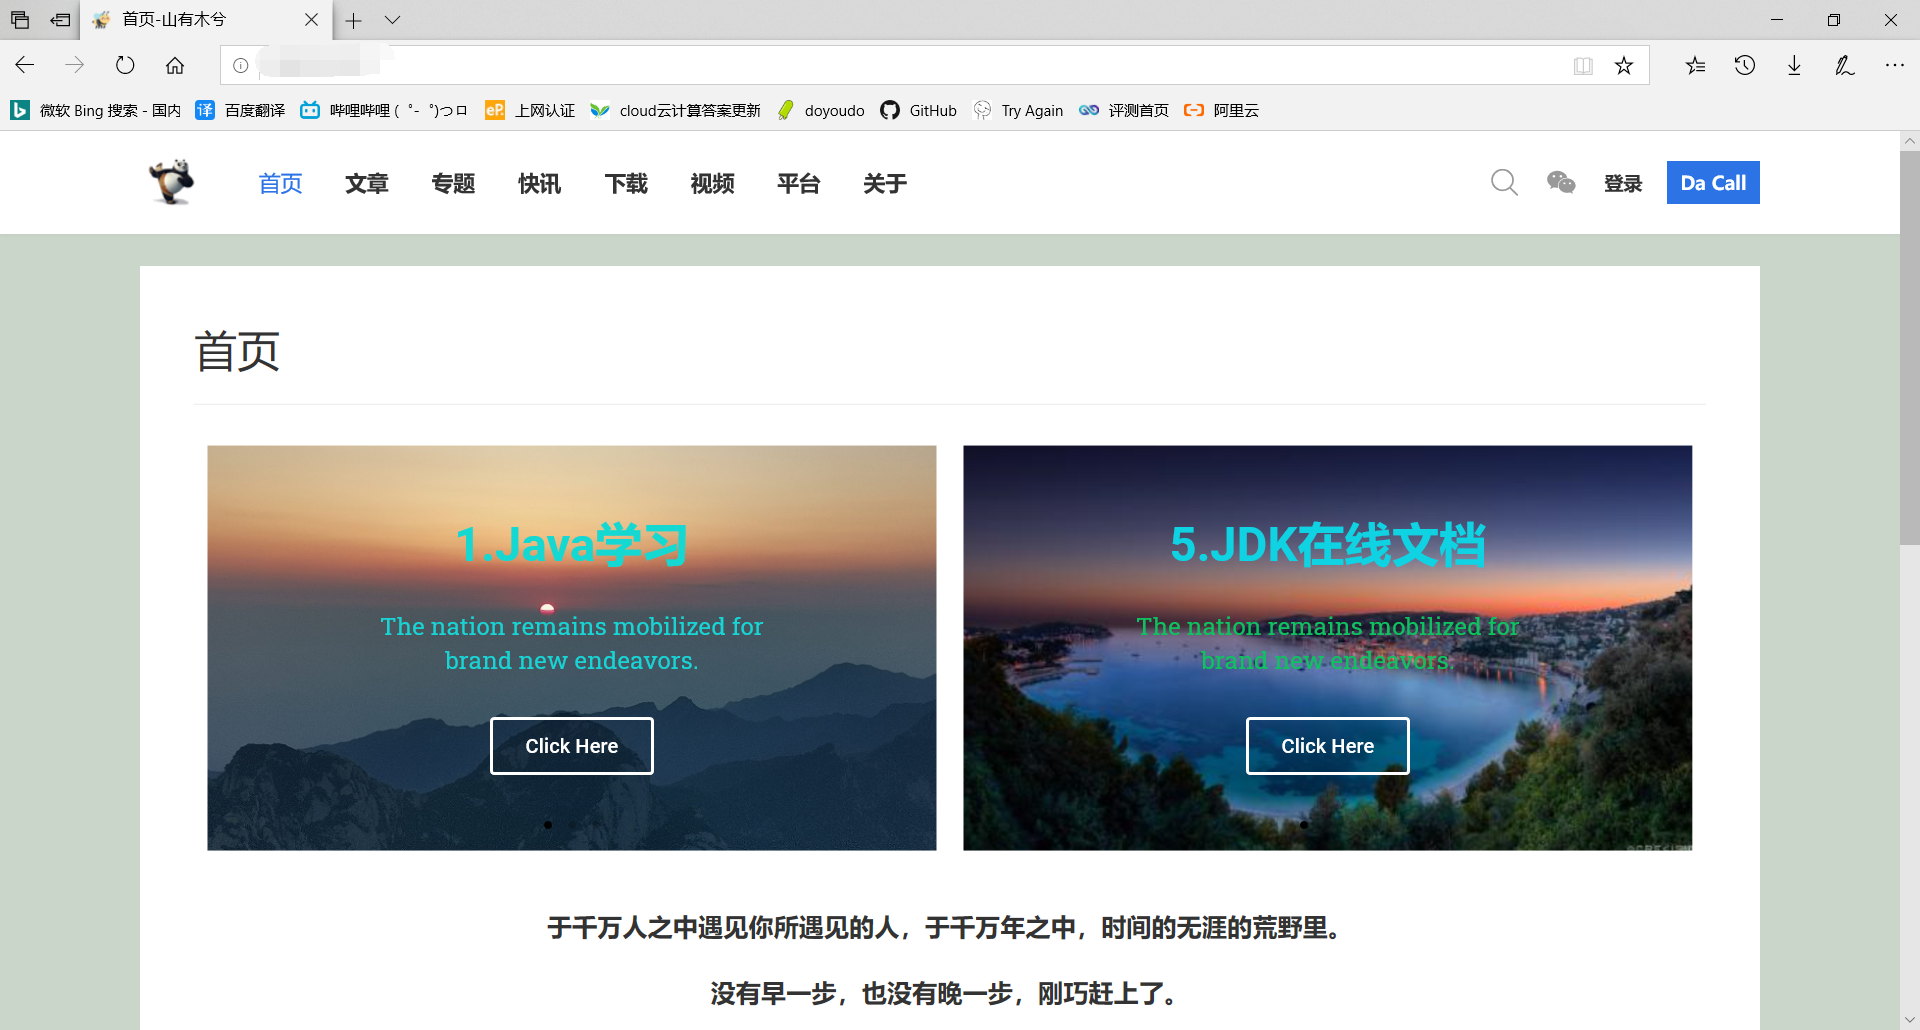 首页-山有木兮
微软 Bing 搜索 - 国内 百度翻译 哔哩哔哩 ( ゜- ゜)つロ eP. 上网认证 cloud云计算答案更新 doyoudo GitHub Try Again 评测首页 阿里云
首页 文章 专题 快讯 下载 视频 平台 关于 登录 Da Call
首页
1.Java学习
The nation remains mobilized for
brand new endeavors.
Click Here
5.JDK在线文档
The nation remains mobilized for
brand new endeavors.
Click Here
于千万人之中遇见你所遇见的人，于千万年之中，时间的无涯的荒野里。
没有早一步，也没有晚一步，刚巧赶上了。